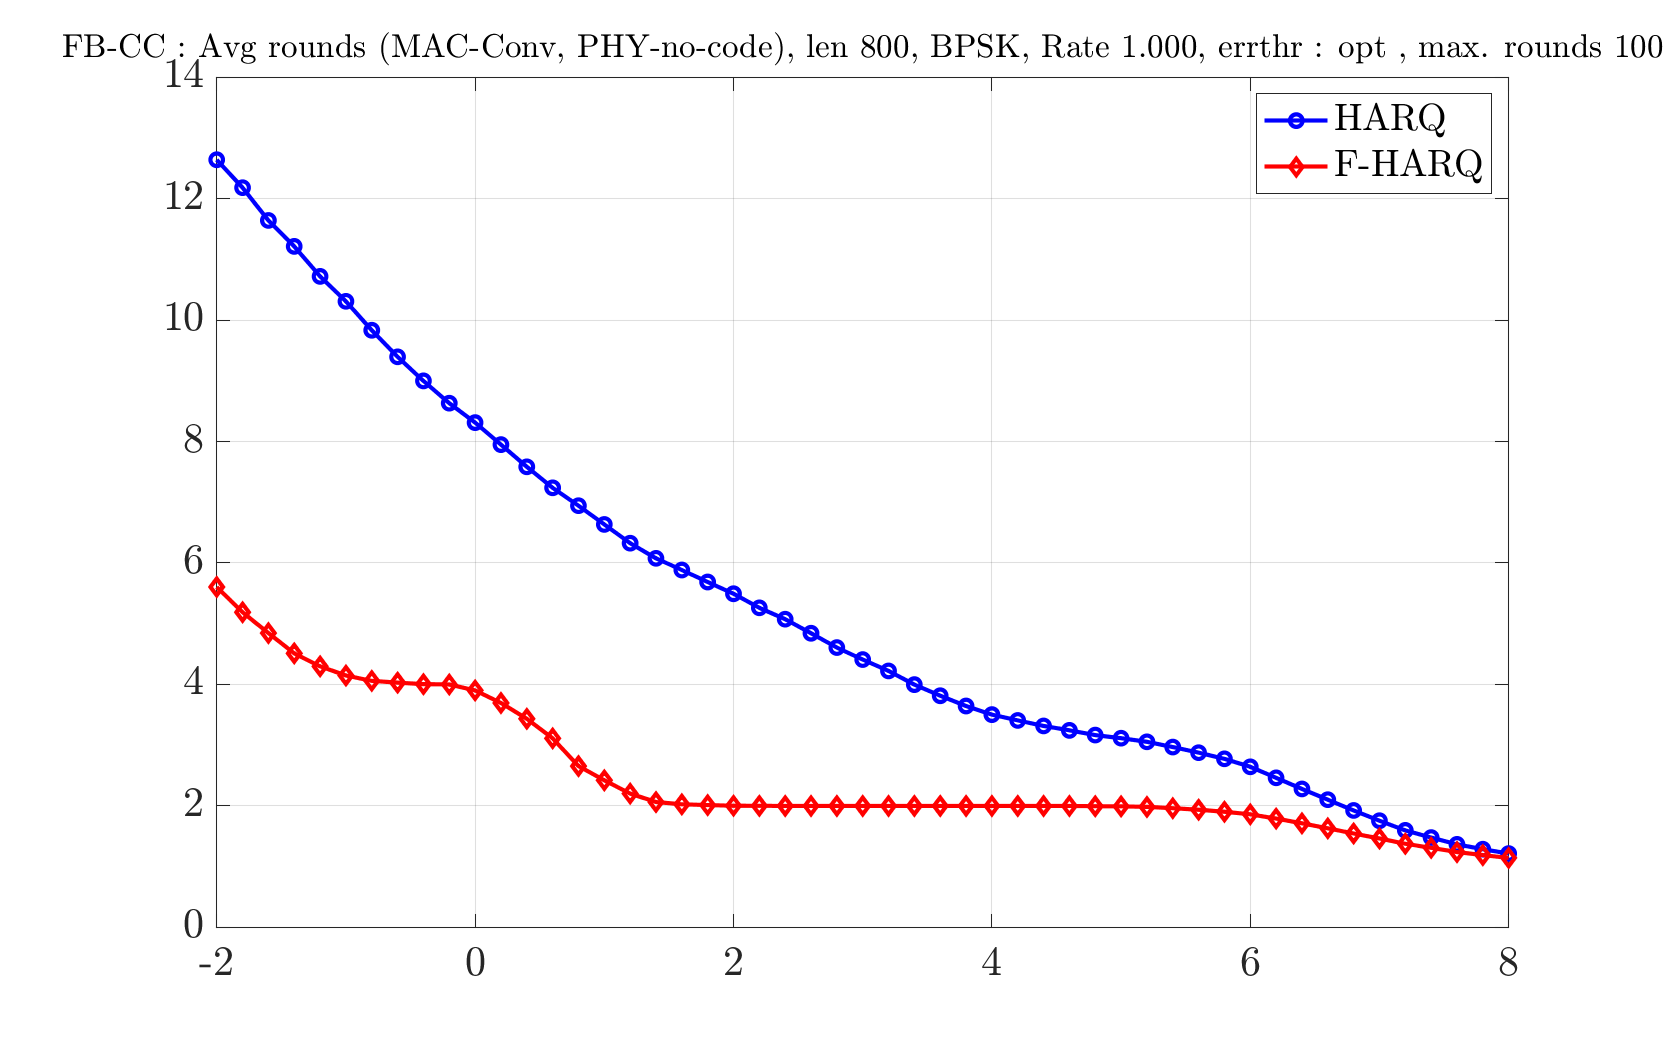 FB-CC : Avg rounds (MAC-Conv, PHY-no-code), len 800, BPSK, Rate 1.000, errthr : opt , max. rounds 100
14
HARQ
F-HARQ
12
10
8
6
4
2
0
-2 0 2 4 6 8